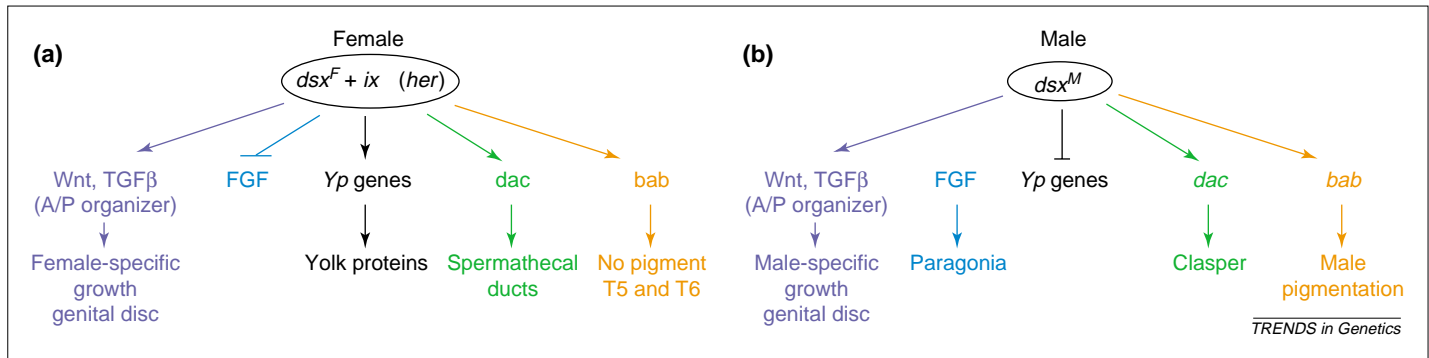 (a)
Female
dsx^F + ix (her)
Wnt, TGFβ
(A/P organizer)
FGF
Yp genes
dac
bab
Female-specific
growth
genital disc
Yolk proteins
Spermathecal
ducts
No pigment
T5 and T6
(b)
Male
dsx^M
Wnt, TGFβ
(A/P organizer)
FGF
Yp genes
dac
bab
Male-specific
growth
genital disc
Paragonia
Clasper
Male
pigmentation
TRENDS in Genetics